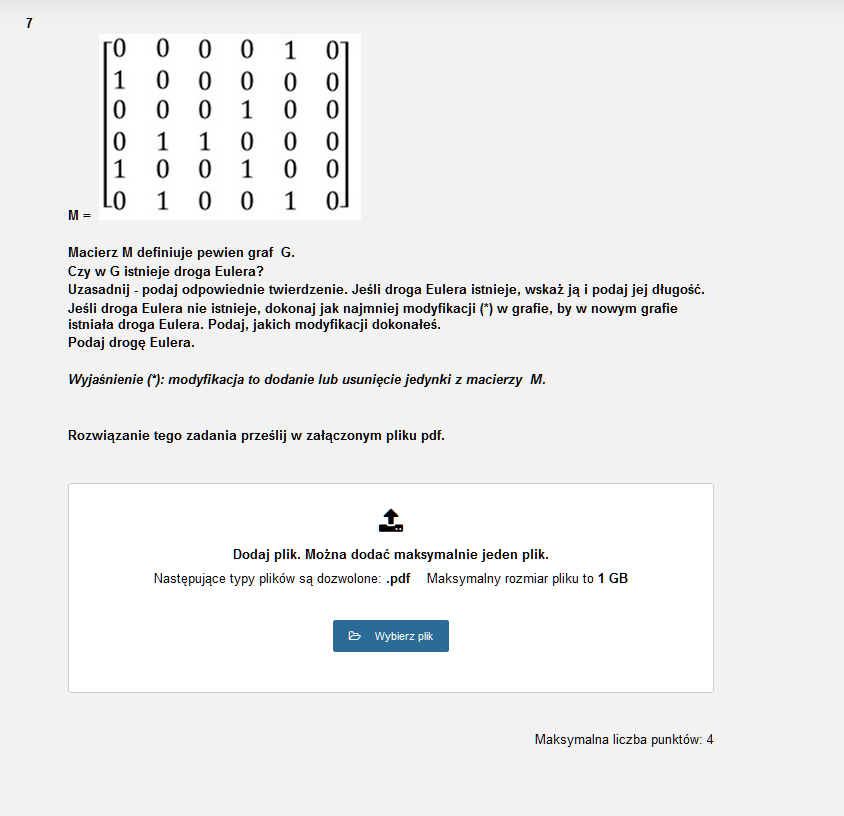 7
0 0 0 0 1 0
1 0 0 0 0 0
0 0 0 1 0 0
0 1 1 0 0 0
1 0 0 1 0 0
0 1 0 0 1 0
M =
Macierz M definiuje pewien graf G.
Czy w G istnieje droga Eulera?
Uzasadnij - podaj odpowiednie twierdzenie. Jeśli droga Eulera istnieje, wskaż ją i podaj jej długość.
Jeśli droga Eulera nie istnieje, dokonaj jak najmniej modyfikacji (*) w grafie, by w nowym grafie
istniała droga Eulera. Podaj, jakich modyfikacji dokonałeś.
Podaj drogę Eulera.
Wyjaśnienie (*): modyfikacja to dodanie lub usunięcie jedynki z macierzy M.
Rozwiązanie tego zadania prześlij w załączonym pliku pdf.
Dodaj plik. Można dodać maksymalnie jeden plik.
Następujące typy plików są dozwolone: .pdf Maksymalny rozmiar pliku to 1 GB
Wybierz plik
Maksymalna liczba punktów: 4